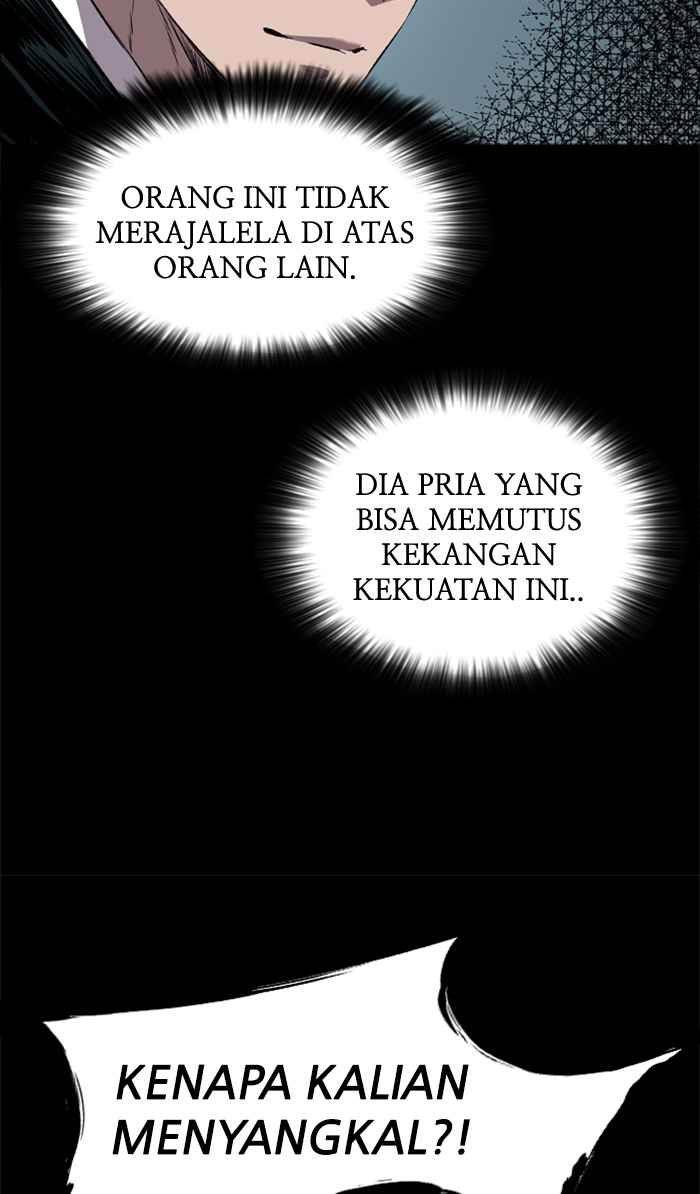 ORANG INI TIDAK
MERAJALELA DI ATAS
ORANG LAIN.
DIA PRIA YANG
BISA MEMUTUS
KEKANGAN
KEKUATAN INI..
KENAPA KALIAN
MENYANGKAL?!